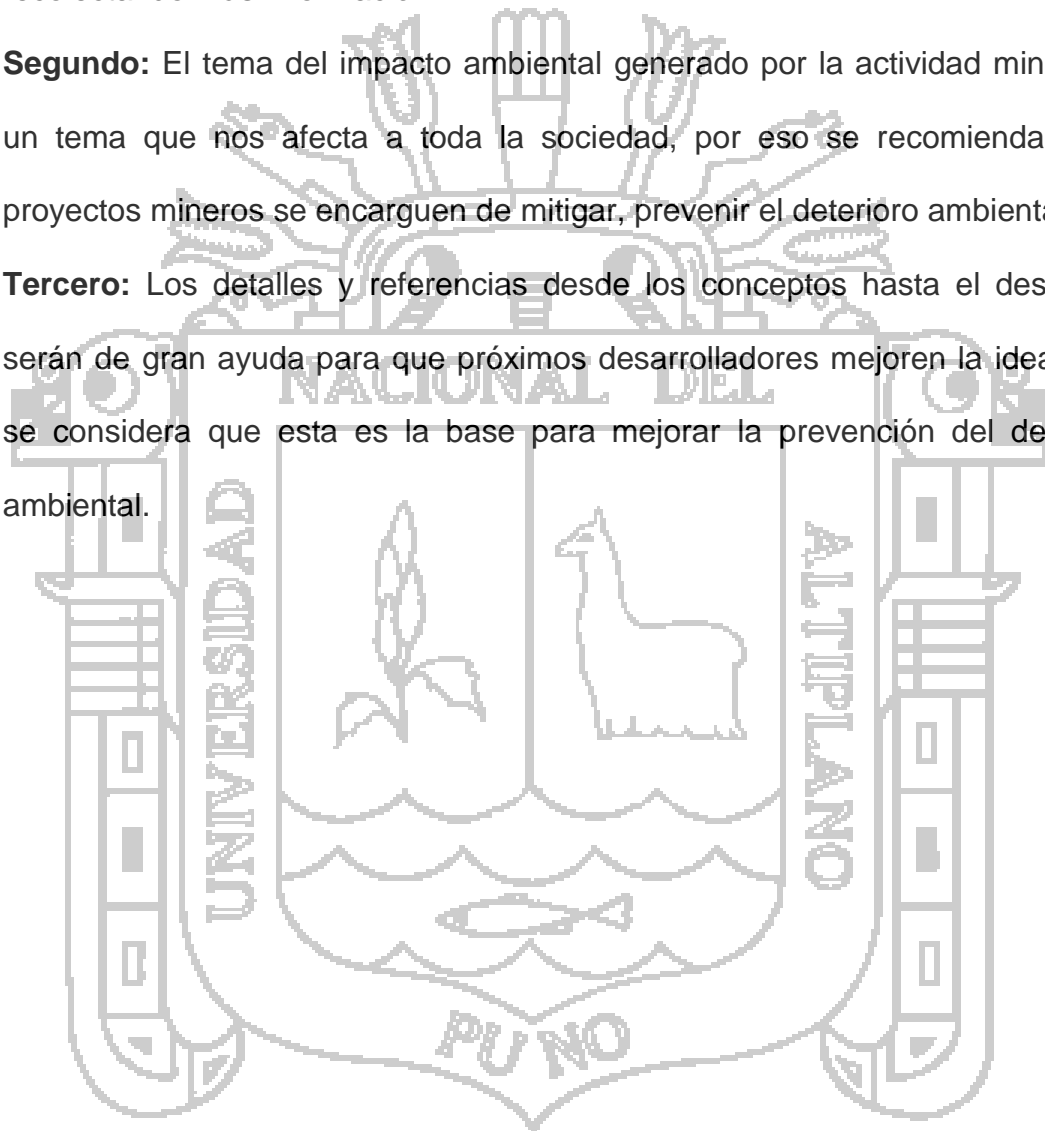 Segundo: El tema del impacto ambiental generado por la actividad min
un tema que nos afecta a toda la sociedad, por eso se recomienda
proyectos mineros se encarguen de mitigar, prevenir el deterioro ambienta
Tercero: Los detalles y referencias desde los conceptos hasta el des
serán de gran ayuda para que próximos desarrolladores mejoren la idea
se considera que esta es la base para mejorar la prevención del de
ambiental.
UNIVERSIDAD
NACIONAL DEL
ALTIPLANO
PUNO